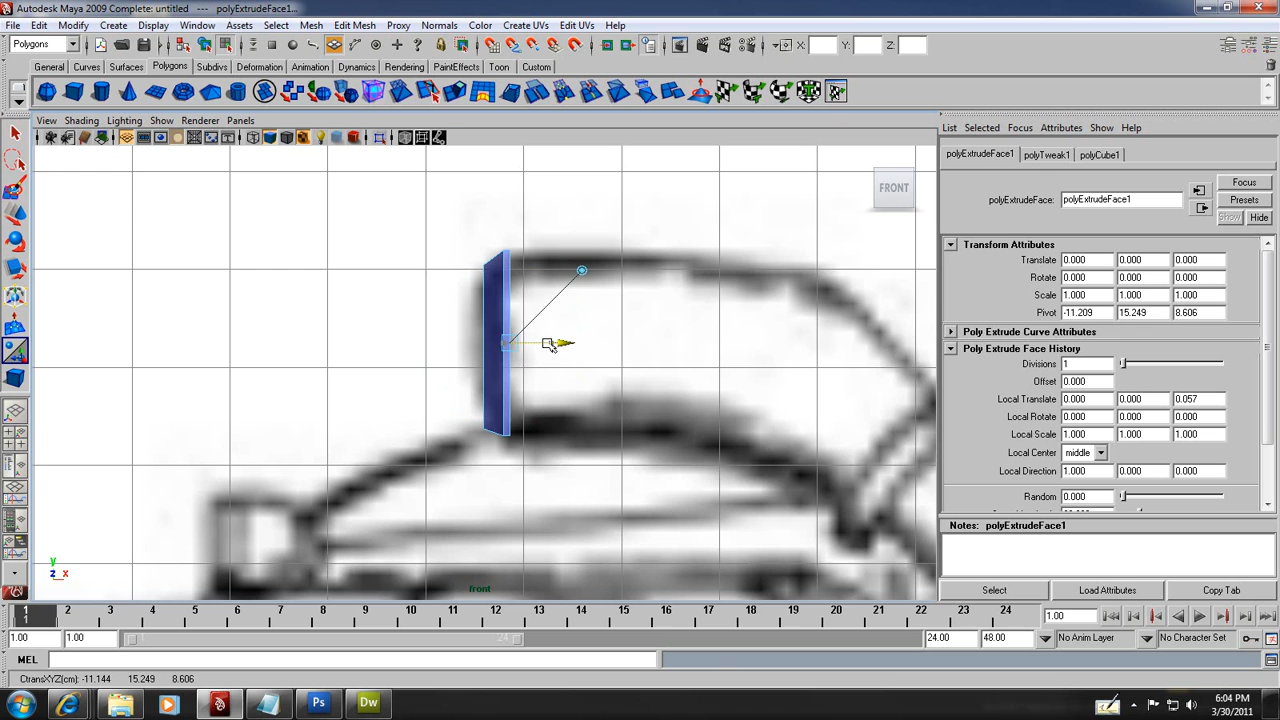 Autodesk Maya 2009 Complete: untitled --- polyExtrudeFace1...
File Edit Modify Create Display Window Assets Select Mesh Edit Mesh Proxy Normals Color Create UVs Edit UVs Help
Polygons X: Y: Z:
General Curves Surfaces Polygons Subdivs Deformation Animation Dynamics Rendering PaintEffects Toon Custom
View Shading Lighting Show Renderer Panels
List Selected Focus Attributes Show Help
polyExtrudeFace1 polyTweak1 polyCube1
Focus
polyExtrudeFace: polyExtrudeFace1 Presets
Show Hide
FRONT
Transform Attributes
Translate 0.000 0.000 0.000
Rotate 0.000 0.000 0.000
Scale 1.000 1.000 1.000
Pivot -11.209 15.249 8.606
Poly Extrude Curve Attributes
Poly Extrude Face History
Divisions 1
Offset 0.000
Local Translate 0.000 0.000 0.057
Local Rotate 0.000 0.000 0.000
Local Scale 1.000 1.000 1.000
Local Center middle
Local Direction 1.000 0.000 0.000
Random 0.000
Notes: polyExtrudeFace1
y
z x
front
Select Load Attributes Copy Tab
1 2 3 4 5 6 7 8 9 10 11 12 13 14 15 16 17 18 19 20 21 22 23 24 1.00
1
1.00 1.00 1 24 24.00 48.00 No Anim Layer No Character Set
MEL
CtransXYZ(cm): -11.144 15.249 8.606
Ps Dw
6:04 PM
3/30/2011